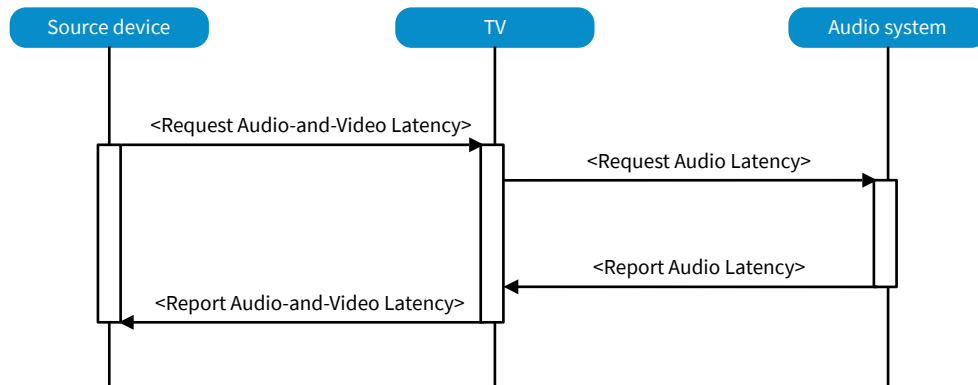 Source device
TV
Audio system
<Request Audio-and-Video Latency>
<Request Audio Latency>
<Report Audio Latency>
<Report Audio-and-Video Latency>